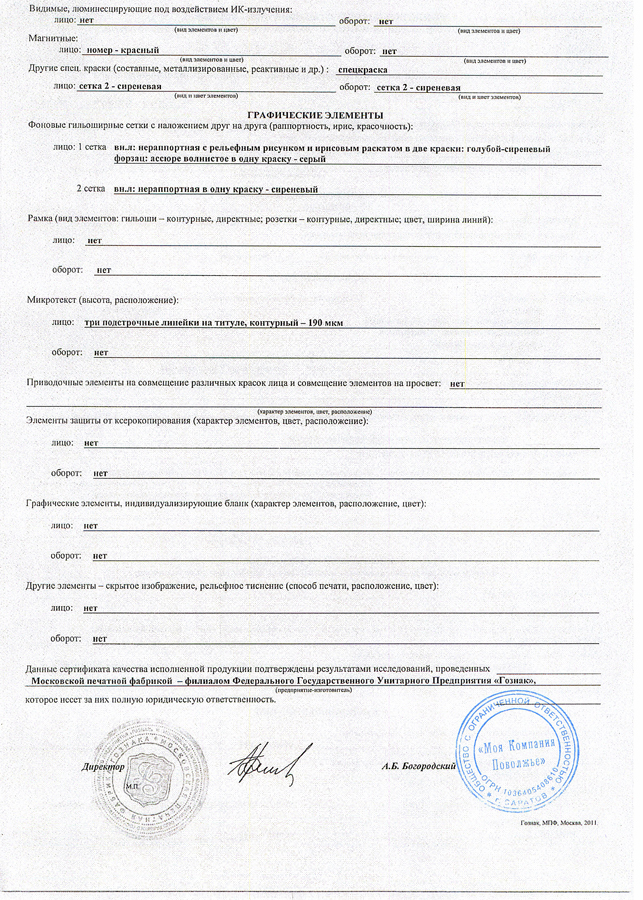 Видимые, люминесцирующие под воздействием ИК-излучения:
лицо: нет оборот: нет
(вид элементов и цвет) (вид элементов и цвет)
Магнитные:
лицо: номер - красный оборот: нет
(вид элементов и цвет) (вид элементов и цвет)
Другие спец. краски (составные, металлизированные, реактивные и др.) : спецкраска
лицо: сетка 2 - сиреневая оборот: сетка 2 - сиреневая
(вид и цвет элементов) (вид элементов и цвет)
ГРАФИЧЕСКИЕ ЭЛЕМЕНТЫ
Фоновые гильоширные сетки с наложением друг на друга (раппортность, ирис, красочность):
лицо: 1 сетка вн.л: нераппортная с рельефным рисунком и ирисовым раскатом в две краски: голубой-сиреневый
форзац: ассюре волнистое в одну краску - серый
2 сетка вн.л: нераппортная в одну краску - сиреневый
Рамка (вид элементов: гильоши – контурные, директные; розетки – контурные, директные; цвет, ширина линий):
лицо: нет
оборот: нет
Микротекст (высота, расположение):
лицо: три подстрочные линейки на титуле, контурный – 190 мкм
оборот: нет
Приводочные элементы на совмещение различных красок лица и совмещение элементов на просвет: нет
(характер элементов, цвет, расположение)
Элементы защиты от ксерокопирования (характер элементов, цвет, расположение):
лицо: нет
оборот: нет
Графические элементы, индивидуализирующие бланк (характер элементов, расположение, цвет):
лицо: нет
оборот: нет
Другие элементы – скрытое изображение, рельефное тиснение (способ печати, расположение, цвет):
лицо: нет
оборот: нет
Данные сертификата качества исполненной продукции подтверждены результатами исследований, проведенных
Московской печатной фабрикой – филиалом Федерального Государственного Унитарного Предприятия «Гознак»,
(предприятие-изготовитель)
которое несет за них полную юридическую ответственность.
Директор А.Б. Богородский
М.П.
ОБЩЕСТВО С ОГРАНИЧЕННОЙ ОТВЕТСТВЕННОСТЬЮ
«Моя Компания
Поволжье»
ОГРН 1036405408610
* г. САРАТОВ *
Гознак, МПФ, Москва, 2011.